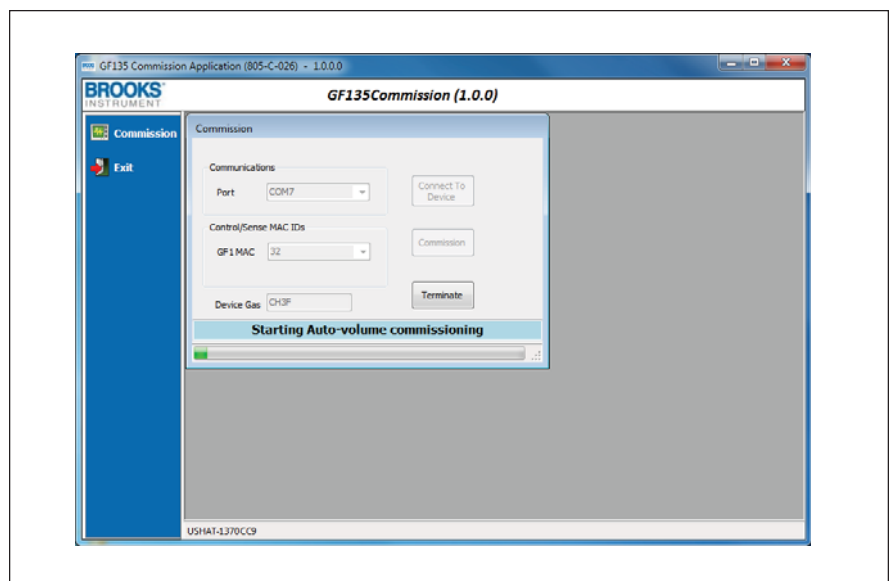 GF135 Commission Application (805-C-026) - 1.0.0.0
BROOKS
INSTRUMENT
GF135Commission (1.0.0)
Commission
Exit
Commission
Communications
Port
COM7
Connect To
Device
Control/Sense MAC IDs
GF1 MAC
32
Commission
Device Gas
CH3F
Terminate
Starting Auto-volume commissioning
USHAT-1370CC9